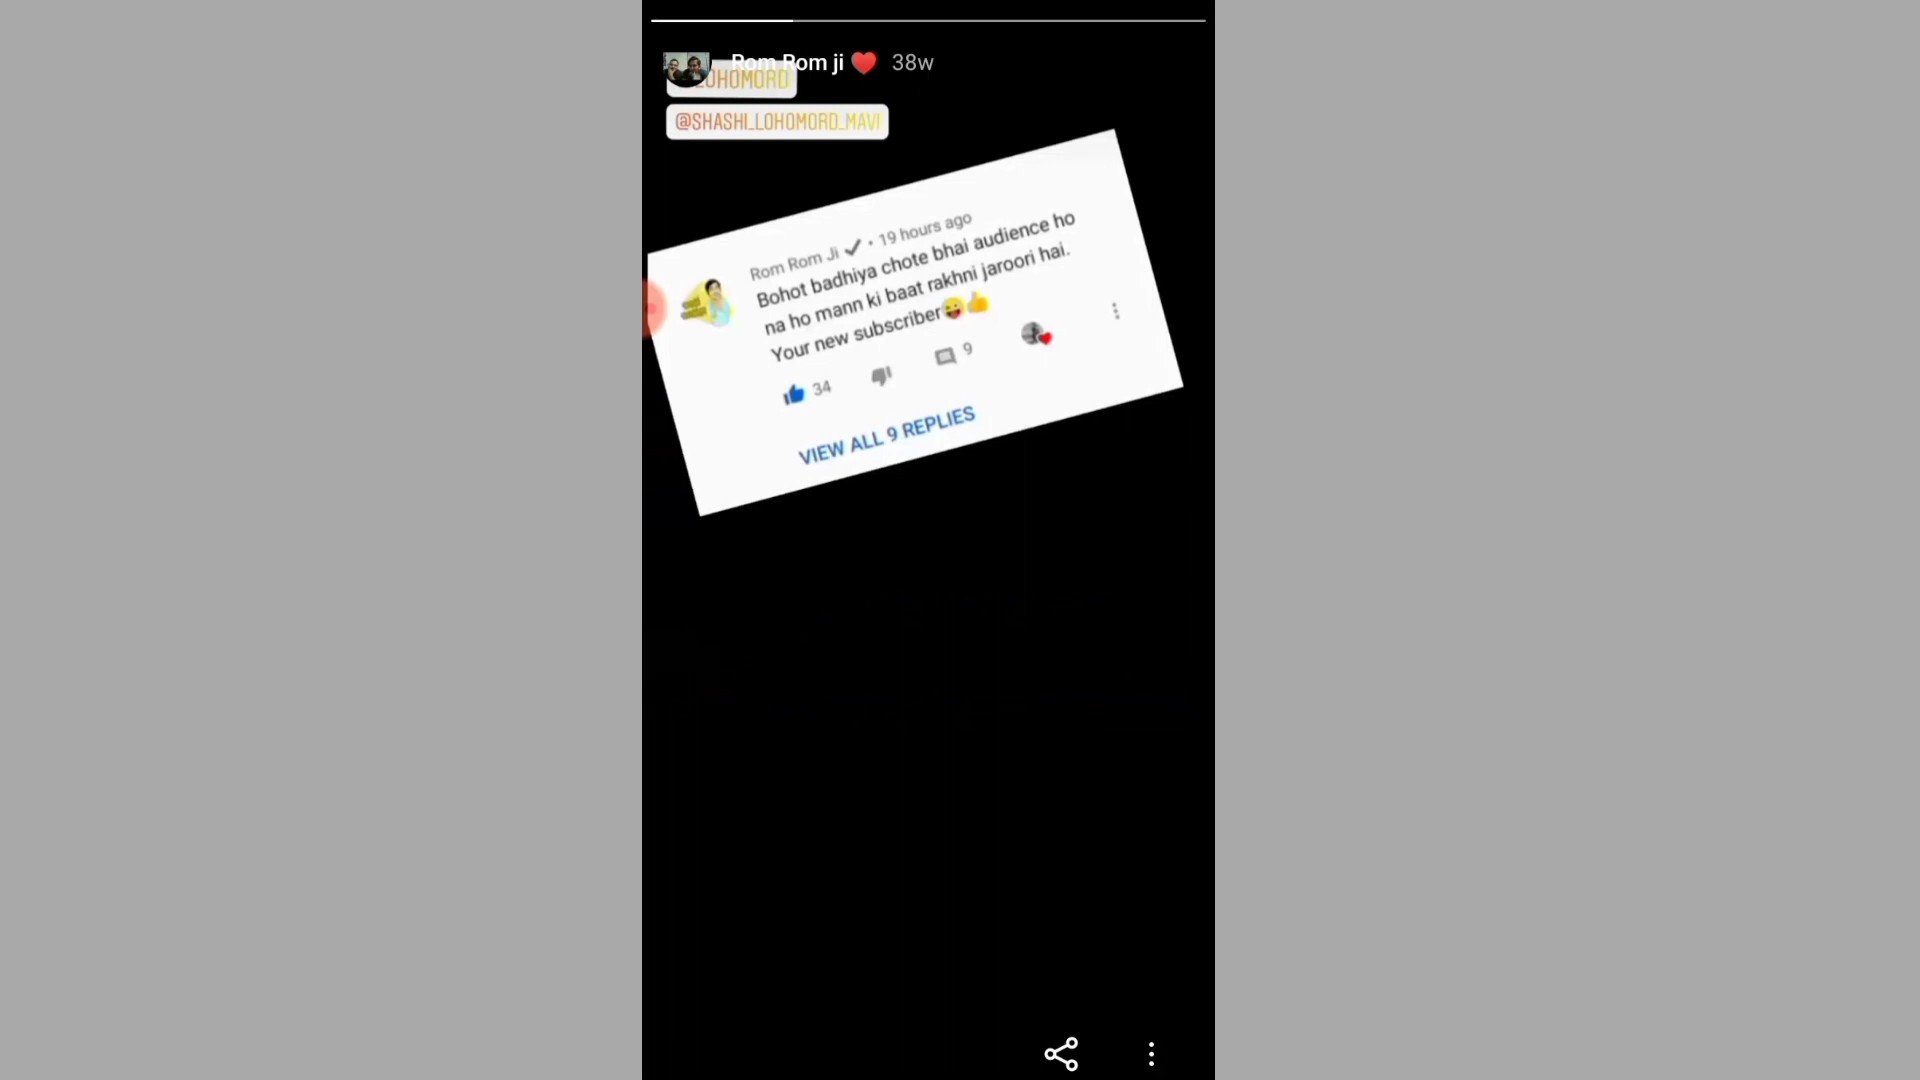 Rom Rom ji ❤️ 38w
LOHOMORD
@SHASHI_LOHOMORD_MAVI
Rom Rom Ji ✔ • 19 hours ago
Bohot badhiya chote bhai audience ho
na ho mann ki baat rakhni jaroori hai.
Your new subscriber😜👍
34
9
VIEW ALL 9 REPLIES